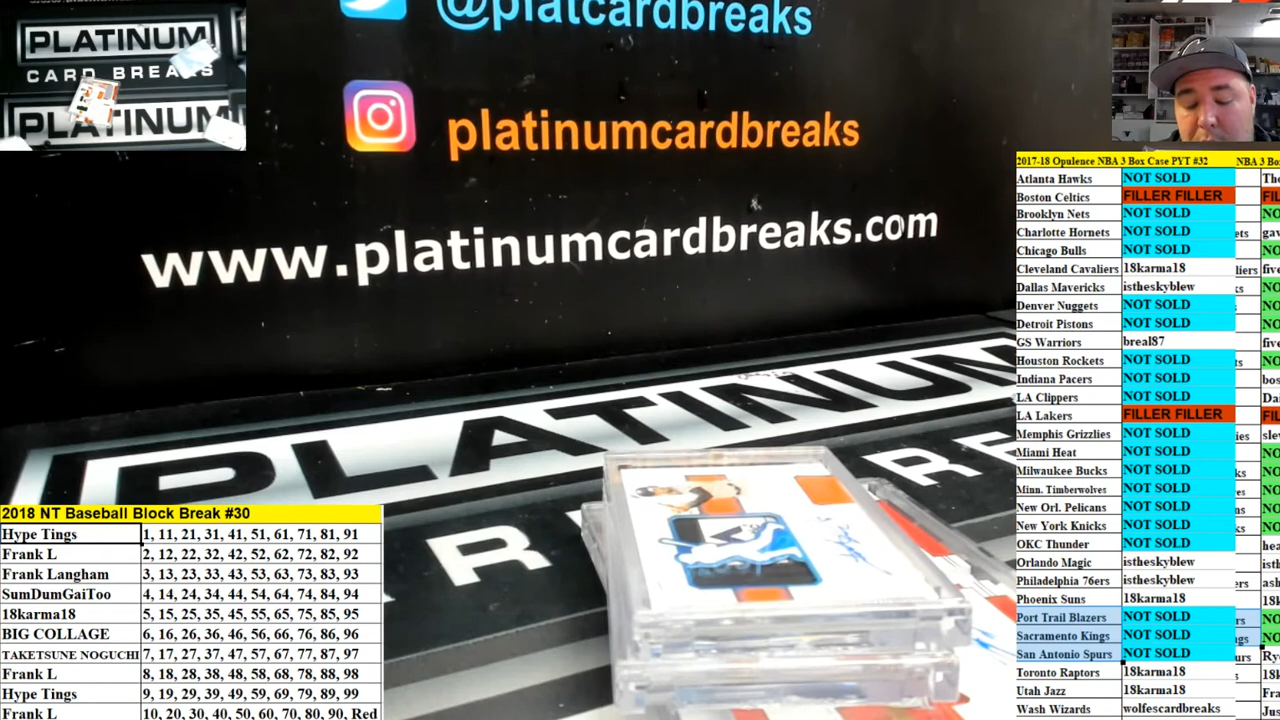 PLATINUM
CARD BREAKS
PLATINUM
@platcardbreaks
platinumcardbreaks
www.platinumcardbreaks.com
PLATINUM
2018 NT Baseball Block Break #30
Hype Tings 1, 11, 21, 31, 41, 51, 61, 71, 81, 91
Frank L 2, 12, 22, 32, 42, 52, 62, 72, 82, 92
Frank Langham 3, 13, 23, 33, 43, 53, 63, 73, 83, 93
SumDumGaiToo 4, 14, 24, 34, 44, 54, 64, 74, 84, 94
18karma18 5, 15, 25, 35, 45, 55, 65, 75, 85, 95
BIG COLLAGE 6, 16, 26, 36, 46, 56, 66, 76, 86, 96
TAKETSUNE NOGUCHI 7, 17, 27, 37, 47, 57, 67, 77, 87, 97
Frank L 8, 18, 28, 38, 48, 58, 68, 78, 88, 98
Hype Tings 9, 19, 29, 39, 49, 59, 69, 79, 89, 99
Frank L 10, 20, 30, 40, 50, 60, 70, 80, 90, Red
2017-18 Opulence NBA 3 Box Case PYT #32
Atlanta Hawks NOT SOLD
Boston Celtics FILLER FILLER
Brooklyn Nets NOT SOLD
Charlotte Hornets NOT SOLD
Chicago Bulls NOT SOLD
Cleveland Cavaliers 18karma18
Dallas Mavericks istheskyblew
Denver Nuggets NOT SOLD
Detroit Pistons NOT SOLD
GS Warriors breal87
Houston Rockets NOT SOLD
Indiana Pacers NOT SOLD
LA Clippers NOT SOLD
LA Lakers FILLER FILLER
Memphis Grizzlies NOT SOLD
Miami Heat NOT SOLD
Milwaukee Bucks NOT SOLD
Minn. Timberwolves NOT SOLD
New Orl. Pelicans NOT SOLD
New York Knicks NOT SOLD
OKC Thunder NOT SOLD
Orlando Magic istheskyblew
Philadelphia 76ers istheskyblew
Phoenix Suns 18karma18
Port Trail Blazers NOT SOLD
Sacramento Kings NOT SOLD
San Antonio Spurs NOT SOLD
Toronto Raptors 18karma18
Utah Jazz 18karma18
Wash Wizards wolfescardbreaks